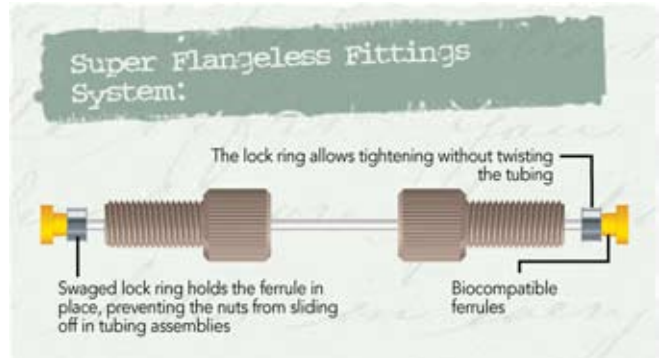 Super Flangeless Fittings
System:
The lock ring allows tightening without twisting
the tubing
Swaged lock ring holds the ferrule in
place, preventing the nuts from sliding
off in tubing assemblies
Biocompatible
ferrules